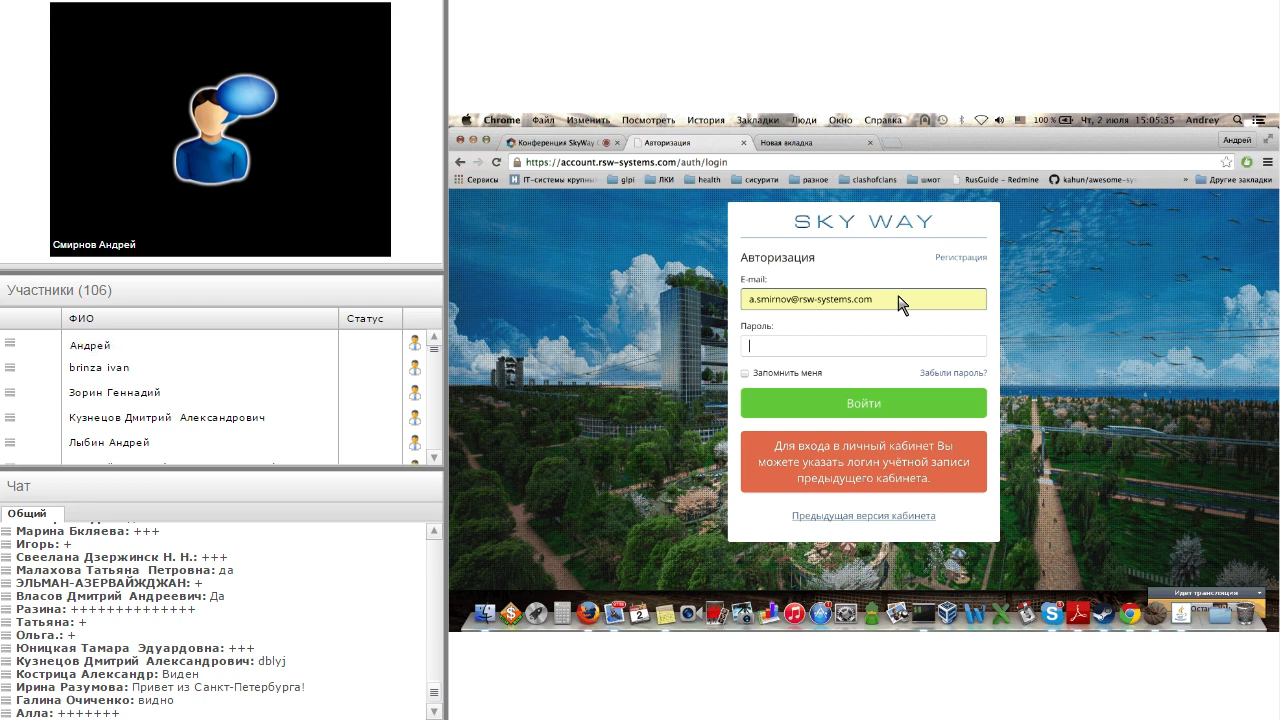 Смирнов Андрей
Участники (106)
ФИО
Статус
Андрей
brinza ivan
Зорин Геннадий
Кузнецов Дмитрий Александрович
Лыбин Андрей
Чат
Общий
Марина Бкляева: +++
Игорь: +
Свеелана Дзержинск Н. Н.: +++
Малахова Татьяна Петровна: да
ЭЛЬМАН-АЗЕРВАЙЖДЖАН: +
Власов Дмитрий Андреевич: Да
Разина: ++++++++++++++
Татьяна: +
Ольга.: +
Юницкая Тамара Эдуардовна: +++
Кузнецов Дмитрий Александрович: dblyj
Кострица Александр: Виден
Ирина Разумова: Привет из Санкт-Петербурга!
Галина Очиченко: видно
Алла: +++++++
Chrome Файл Изменить Посмотреть История Закладки Люди Окно Справка 100 % Чт, 2 июля 15:05:35 Andrey
Конференция SkyWay Авторизация Новая вкладка Андрей
https://account.rsw-systems.com/auth/login
Сервисы IT-системы крупны glpi ЛКИ health сисурити разное clashofclans шмот RusGuide - Redmine kahun/awesome-sy » Другие закладки
SKY WAY
Авторизация
Регистрация
E-mail:
a.smirnov@rsw-systems.com
Пароль:
Запомнить меня
Забыли пароль?
Войти
Для входа в личный кабинет Вы
можете указать логин учётной записи
предыдущего кабинета.
Предыдущая версия кабинета
Идет трансляция